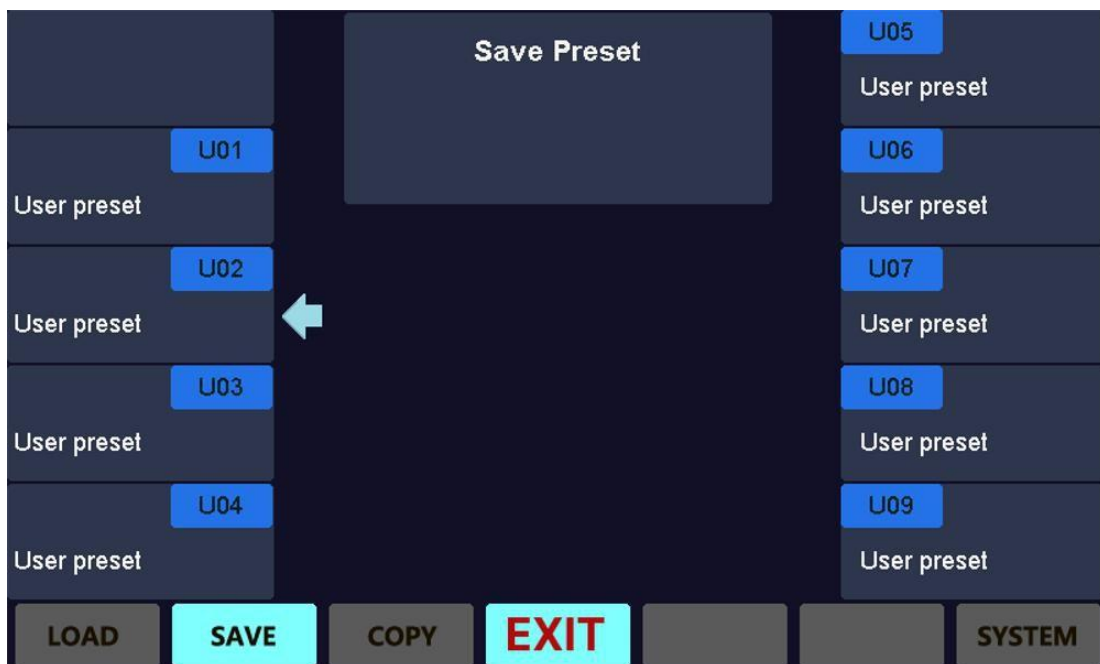 Save Preset
U01
User preset
U02
User preset
U03
User preset
U04
User preset
U05
User preset
U06
User preset
U07
User preset
U08
User preset
U09
User preset
LOAD SAVE COPY EXIT SYSTEM